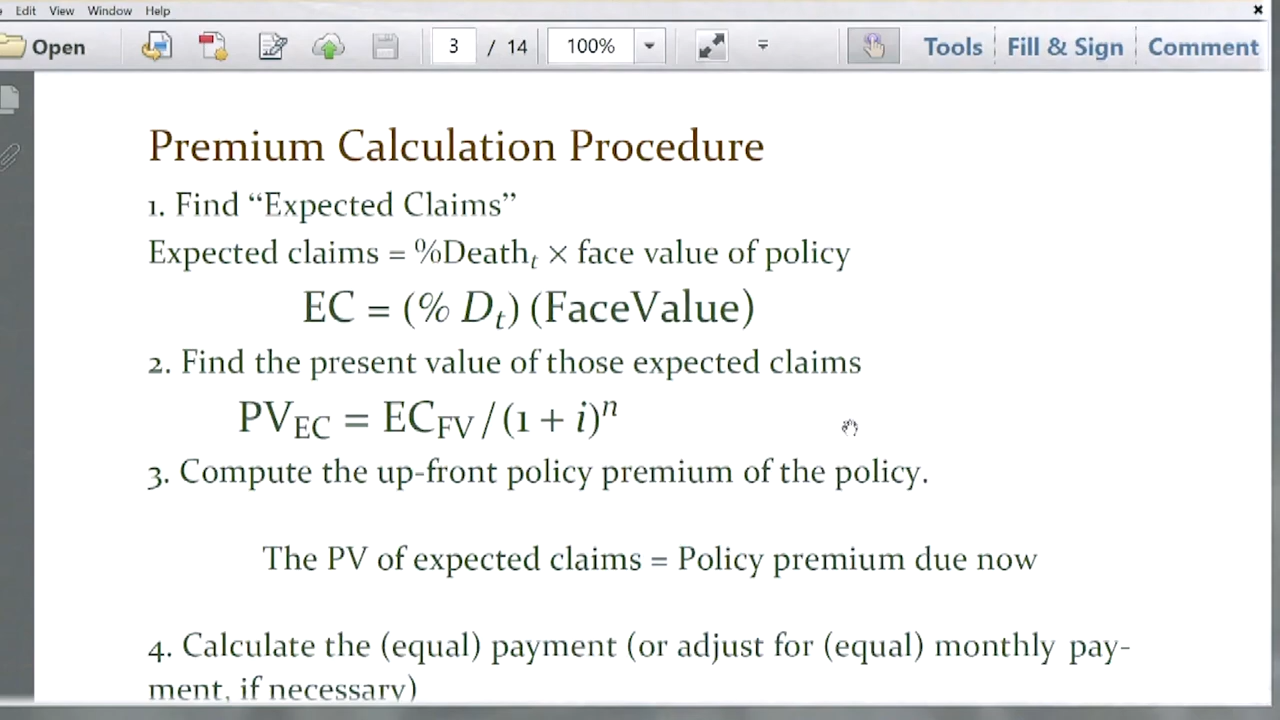 Edit View Window Help
Open 3 / 14 100% Tools Fill & Sign Comment
Premium Calculation Procedure
1. Find “Expected Claims”
Expected claims = %Deathₜ × face value of policy
EC = (% Dₜ) (FaceValue)
2. Find the present value of those expected claims
PV_EC = EC_FV / (1 + i)ⁿ
3. Compute the up-front policy premium of the policy.
The PV of expected claims = Policy premium due now
4. Calculate the (equal) payment (or adjust for (equal) monthly pay-
ment, if necessary)